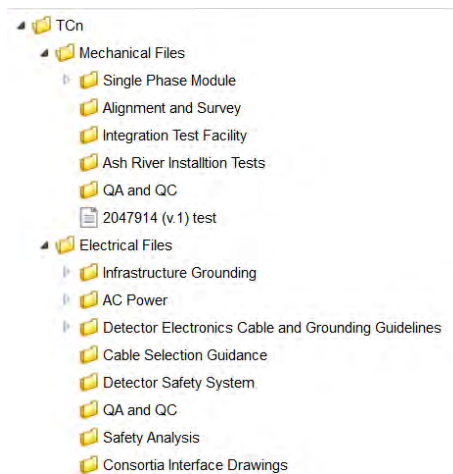 TCn
Mechanical Files
Single Phase Module
Alignment and Survey
Integration Test Facility
Ash River Installtion Tests
QA and QC
2047914 (v.1) test
Electrical Files
Infrastructure Grounding
AC Power
Detector Electronics Cable and Grounding Guidelines
Cable Selection Guidance
Detector Safety System
QA and QC
Safety Analysis
Consortia Interface Drawings